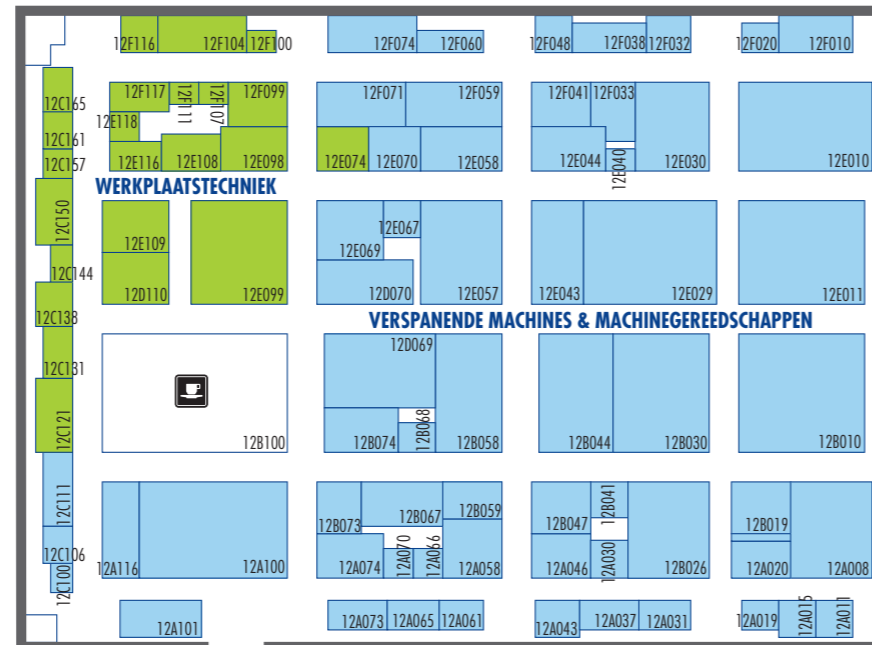 12F116 12F104 12F100 12F074 12F060 12F048 12F038 12F032 12F020 12F010
12C165 12F117 12F111 12F107 12F099 12F071 12F059 12F041 12F033
12C161 12E118
12C157 12E116 12E108 12E098 12E074 12E070 12E058 12E044 12E040 12E030 12E010
WERKPLAATSTECHNIEK
12C150 12E109 12E069 12E067
12C144
12C138 12D110 12E099 12D070 12E057 12E043 12E029 12E011
VERSPANENDE MACHINES & MACHINEGEREEDSCHAPPEN
12C131 12D069
12C121 12B100 12B074 12B068 12B058 12B044 12B030 12B010
12C111 12B073 12B067 12B059 12B047 12B041 12B019
12C106 12A116 12A100 12A074 12A070 12A066 12A058 12A046 12A030 12B026 12A020 12A008
12C100
12A101 12A073 12A065 12A061 12A043 12A037 12A031 12A019 12A015 12A011